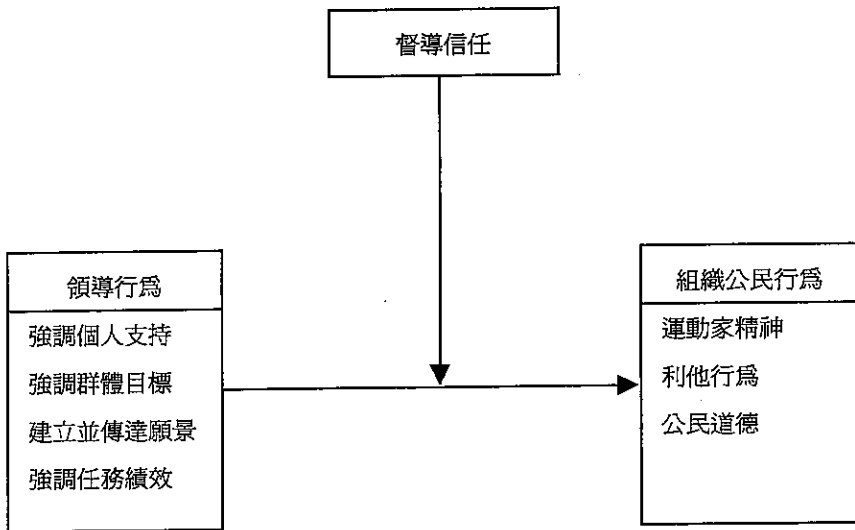 督導信任
領導行爲
強調個人支持
強調群體目標
建立並傳達願景
強調任務績效
組織公民行爲
運動家精神
利他行爲
公民道德